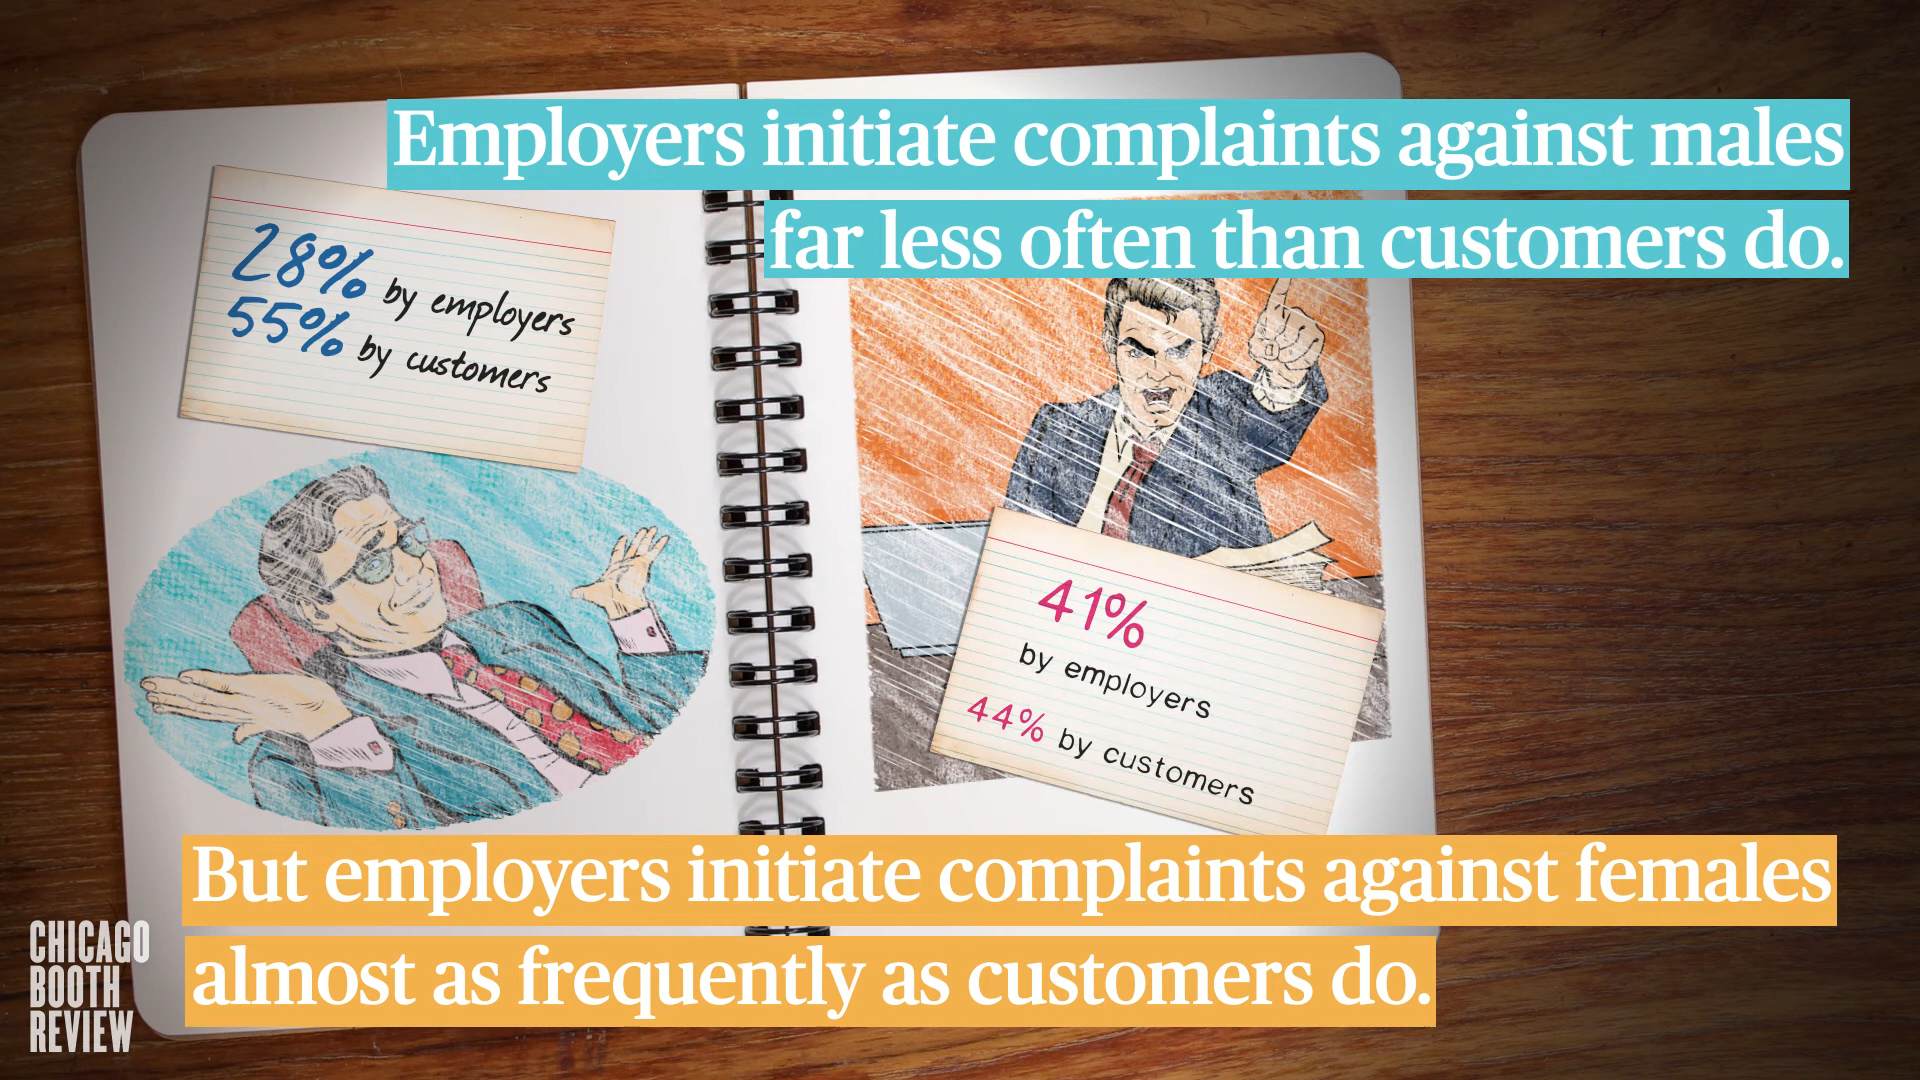 Employers initiate complaints against males
far less often than customers do.
28% by employers
55% by customers
41%
by employers
44% by customers
But employers initiate complaints against females
almost as frequently as customers do.
CHICAGO
BOOTH
REVIEW